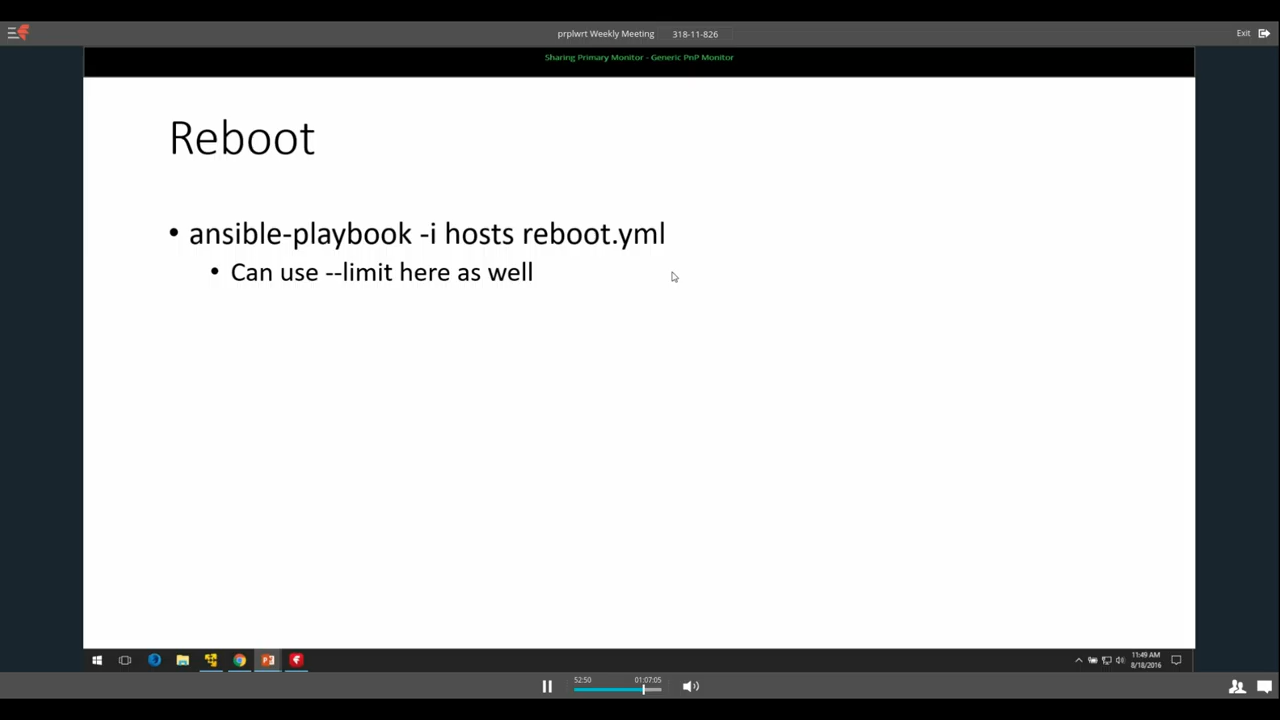 prplwrt Weekly Meeting 318-11-826
Exit
Sharing Primary Monitor - Generic PnP Monitor
Reboot
• ansible-playbook -i hosts reboot.yml
• Can use --limit here as well
11:49 AM
8/18/2016
52:50 01:07:05